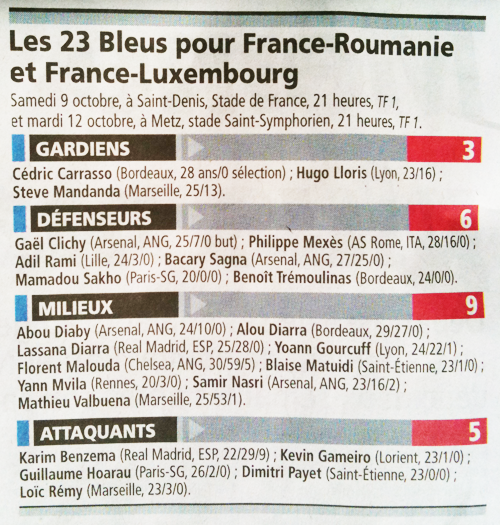 Les 23 Bleus pour France-Roumanie
et France-Luxembourg
Samedi 9 octobre, à Saint-Denis, Stade de France, 21 heures, TF 1,
et mardi 12 octobre, à Metz, stade Saint-Symphorien, 21 heures, TF 1.
GARDIENS 3
Cédric Carrasso (Bordeaux, 28 ans/0 sélection) ; Hugo Lloris (Lyon, 23/16) ;
Steve Mandanda (Marseille, 25/13).
DÉFENSEURS 6
Gaël Clichy (Arsenal, ANG, 25/7/0 but) ; Philippe Mexès (AS Rome, ITA, 28/16/0) ;
Adil Rami (Lille, 24/3/0) ; Bacary Sagna (Arsenal, ANG, 27/25/0) ;
Mamadou Sakho (Paris-SG, 20/0/0) ; Benoît Trémoulinas (Bordeaux, 24/0/0).
MILIEUX 9
Abou Diaby (Arsenal, ANG, 24/10/0) ; Alou Diarra (Bordeaux, 29/27/0) ;
Lassana Diarra (Real Madrid, ESP, 25/28/0) ; Yoann Gourcuff (Lyon, 24/22/1) ;
Florent Malouda (Chelsea, ANG, 30/59/5) ; Blaise Matuidi (Saint-Étienne, 23/1/0) ;
Yann Mvila (Rennes, 20/3/0) ; Samir Nasri (Arsenal, ANG, 23/16/2) ;
Mathieu Valbuena (Marseille, 25/53/1).
ATTAQUANTS 5
Karim Benzema (Real Madrid, ESP, 22/29/9) ; Kevin Gameiro (Lorient, 23/1/0) ;
Guillaume Hoarau (Paris-SG, 26/2/0) ; Dimitri Payet (Saint-Étienne, 23/0/0) ;
Loïc Rémy (Marseille, 23/3/0).